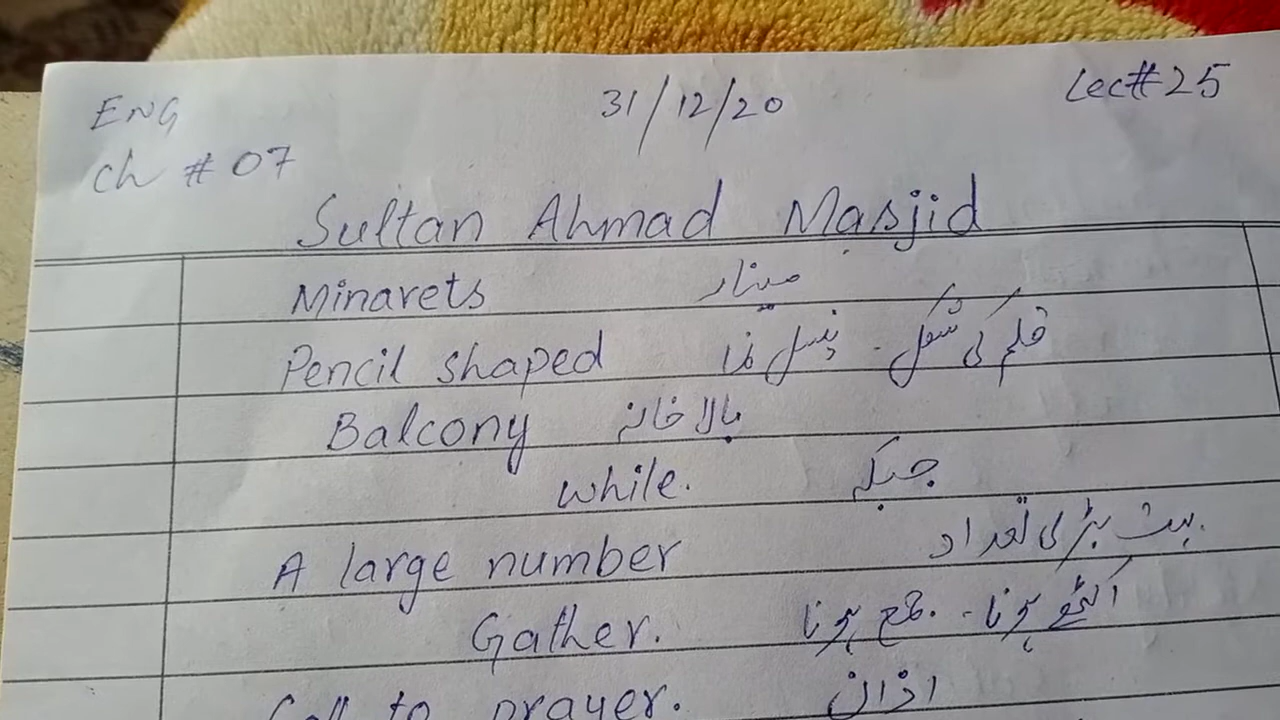 ENG 31/12/20 Lec#25
Ch # 07
Sultan Ahmad Masjid
Minarets مینار
Pencil shaped قلم کی شکل - پنسل نما
Balcony بالا خانہ
while. جبکہ
A large number بہت بڑی تعداد
Gather. اکٹھے ہونا - جمع ہونا
Call to prayer. اذان